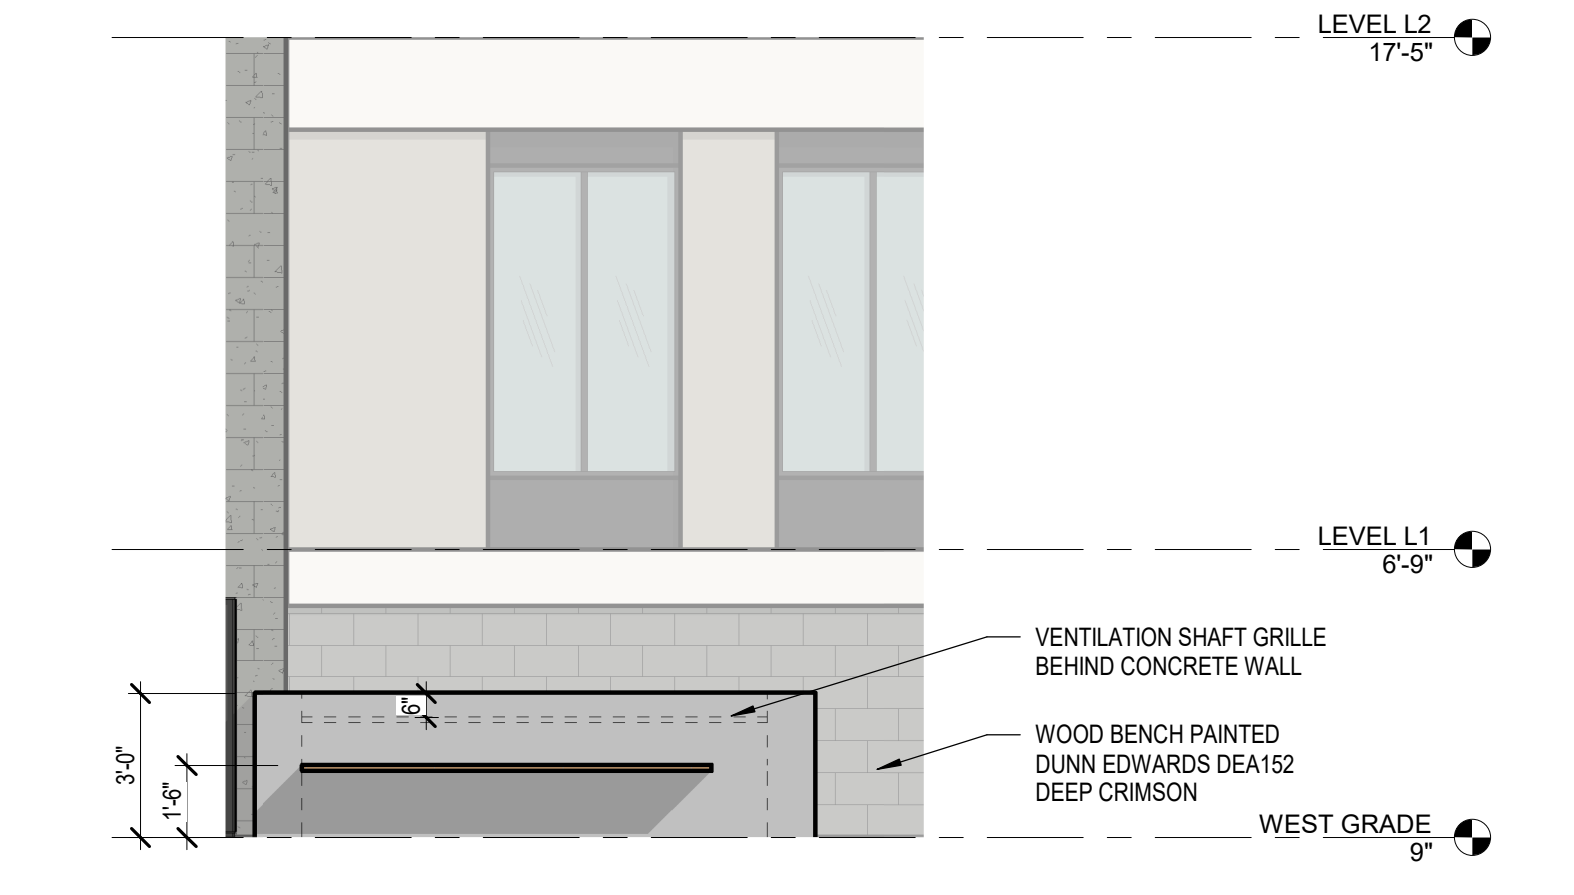 LEVEL L2
17'-5"
LEVEL L1
6'-9"
VENTILATION SHAFT GRILLE
BEHIND CONCRETE WALL
6"
WOOD BENCH PAINTED
DUNN EDWARDS DEA152
DEEP CRIMSON
3'-0"
1'-6"
WEST GRADE
9"